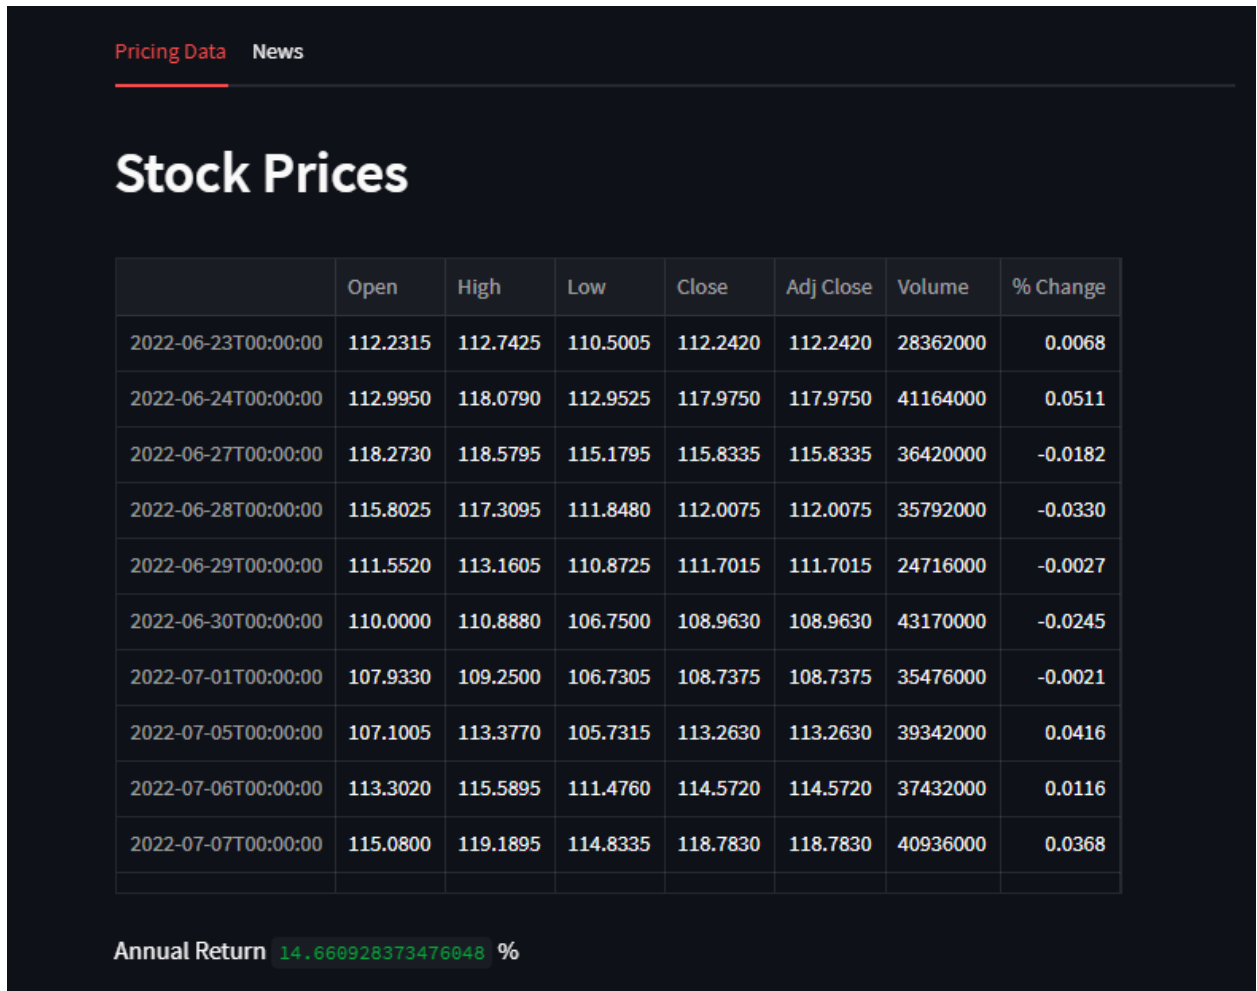 Pricing Data News
Stock Prices
Open High Low Close Adj Close Volume % Change
2022-06-23T00:00:00 112.2315 112.7425 110.5005 112.2420 112.2420 28362000 0.0068
2022-06-24T00:00:00 112.9950 118.0790 112.9525 117.9750 117.9750 41164000 0.0511
2022-06-27T00:00:00 118.2730 118.5795 115.1795 115.8335 115.8335 36420000 -0.0182
2022-06-28T00:00:00 115.8025 117.3095 111.8480 112.0075 112.0075 35792000 -0.0330
2022-06-29T00:00:00 111.5520 113.1605 110.8725 111.7015 111.7015 24716000 -0.0027
2022-06-30T00:00:00 110.0000 110.8880 106.7500 108.9630 108.9630 43170000 -0.0245
2022-07-01T00:00:00 107.9330 109.2500 106.7305 108.7375 108.7375 35476000 -0.0021
2022-07-05T00:00:00 107.1005 113.3770 105.7315 113.2630 113.2630 39342000 0.0416
2022-07-06T00:00:00 113.3020 115.5895 111.4760 114.5720 114.5720 37432000 0.0116
2022-07-07T00:00:00 115.0800 119.1895 114.8335 118.7830 118.7830 40936000 0.0368
Annual Return 14.660928373476048 %